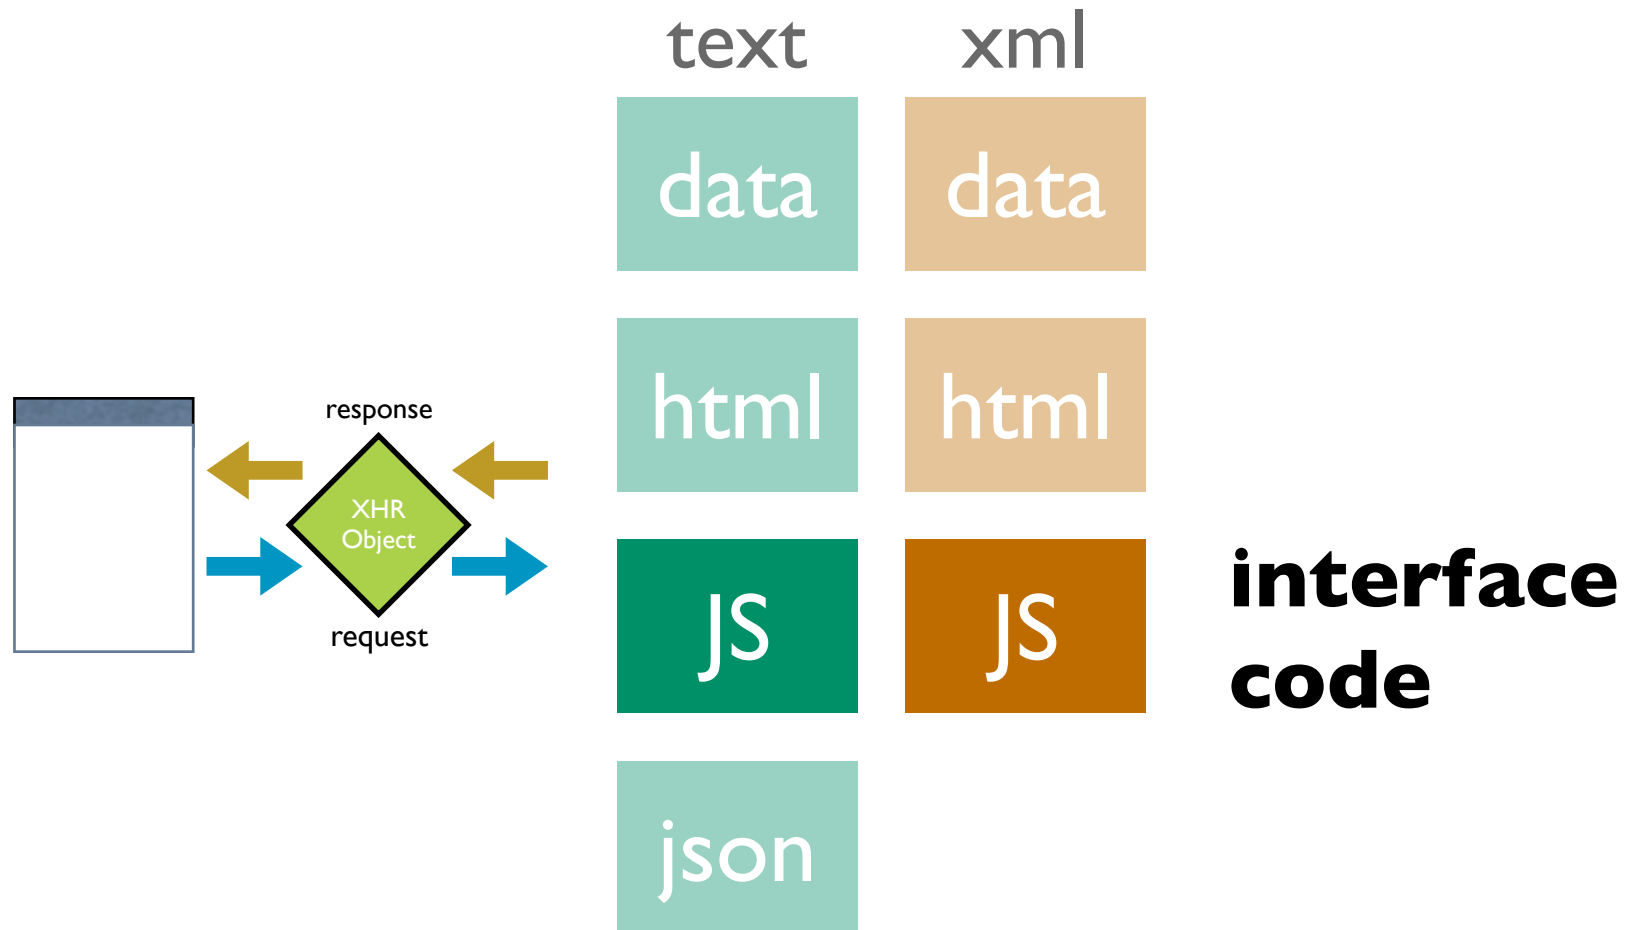 text xml
data data
html html
response
XHR
Object
request
JS JS
interface
code
json